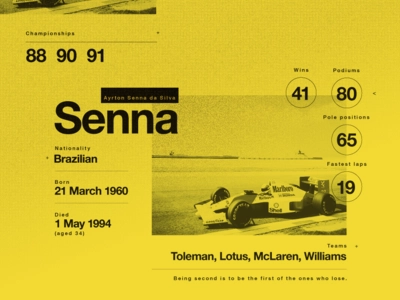 Championships
88 90 91
Wins
Podiums
41
80
Ayrton Senna da Silva
Senna
Pole positions
65
Nationality
Brazilian
Fastest laps
19
Born
21 March 1960
Died
1 May 1994
(aged 34)
Marlboro
Teams
Toleman, Lotus, McLaren, Williams
Being second is to be the first of the ones who lose.